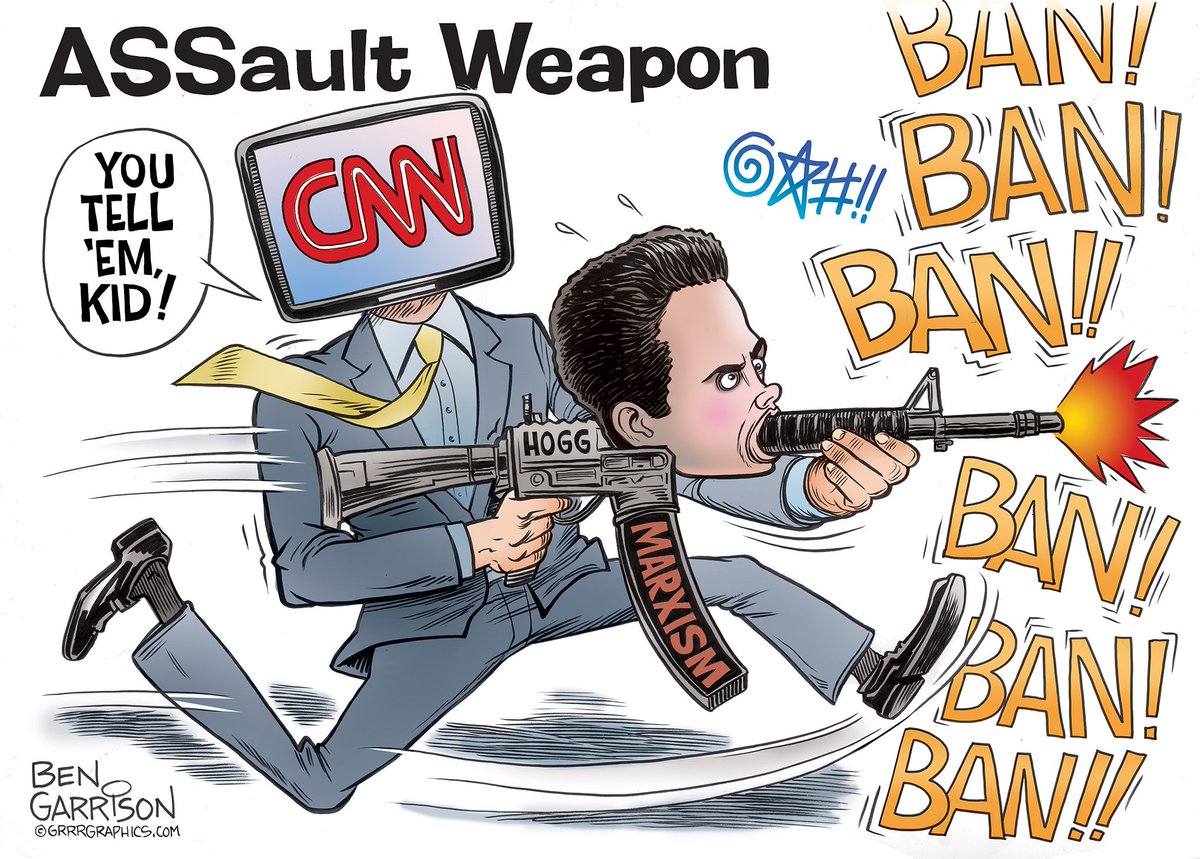 ASSault Weapon
YOU
TELL
'EM,
KID!
CNN
@☆#!!
BAN!
BAN!
BAN!!
HOGG
MARXISM
BAN!
BAN!
BAN!!
BEN
GARRISON
©GRRRGRAPHICS.COM